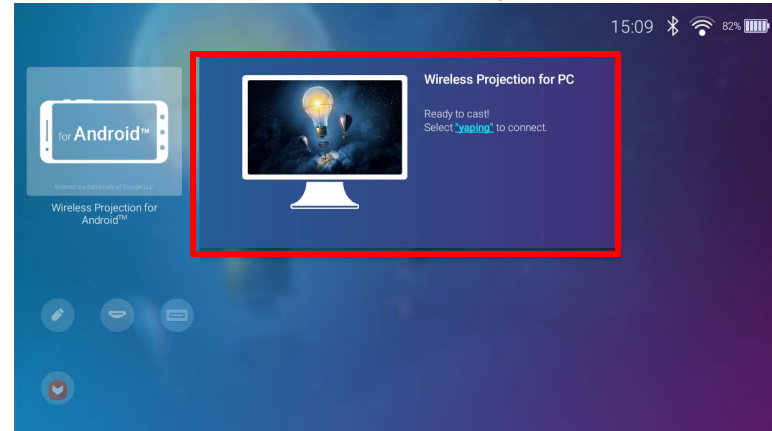 15:09 82%
for Android™
Android is a trademark of Google LLC
Wireless Projection for
Android™
Wireless Projection for PC
Ready to cast!
Select "yaping" to connect.